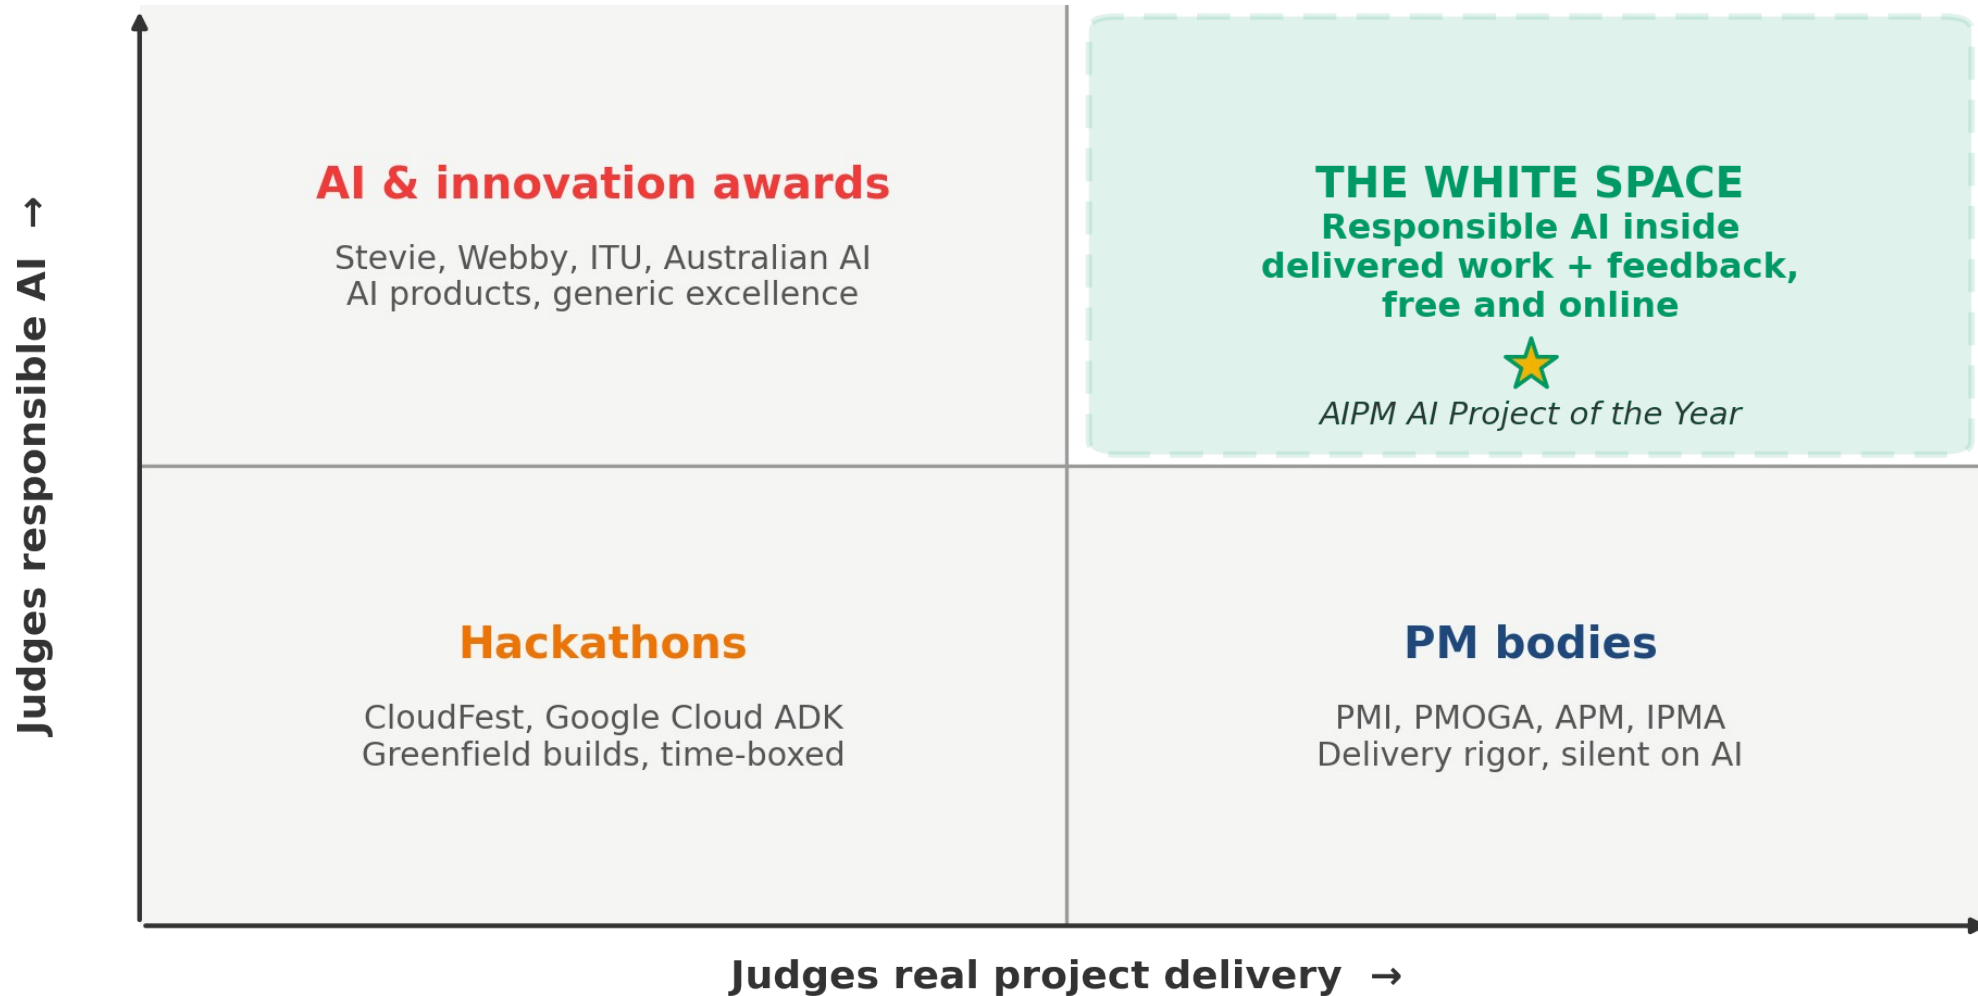 Judges responsible AI →
AI & innovation awards
Stevie, Webby, ITU, Australian AI
AI products, generic excellence
THE WHITE SPACE
Responsible AI inside
delivered work + feedback,
free and online
AIPM AI Project of the Year
Hackathons
CloudFest, Google Cloud ADK
Greenfield builds, time-boxed
PM bodies
PMI, PMOGA, APM, IPMA
Delivery rigor, silent on AI
Judges real project delivery →